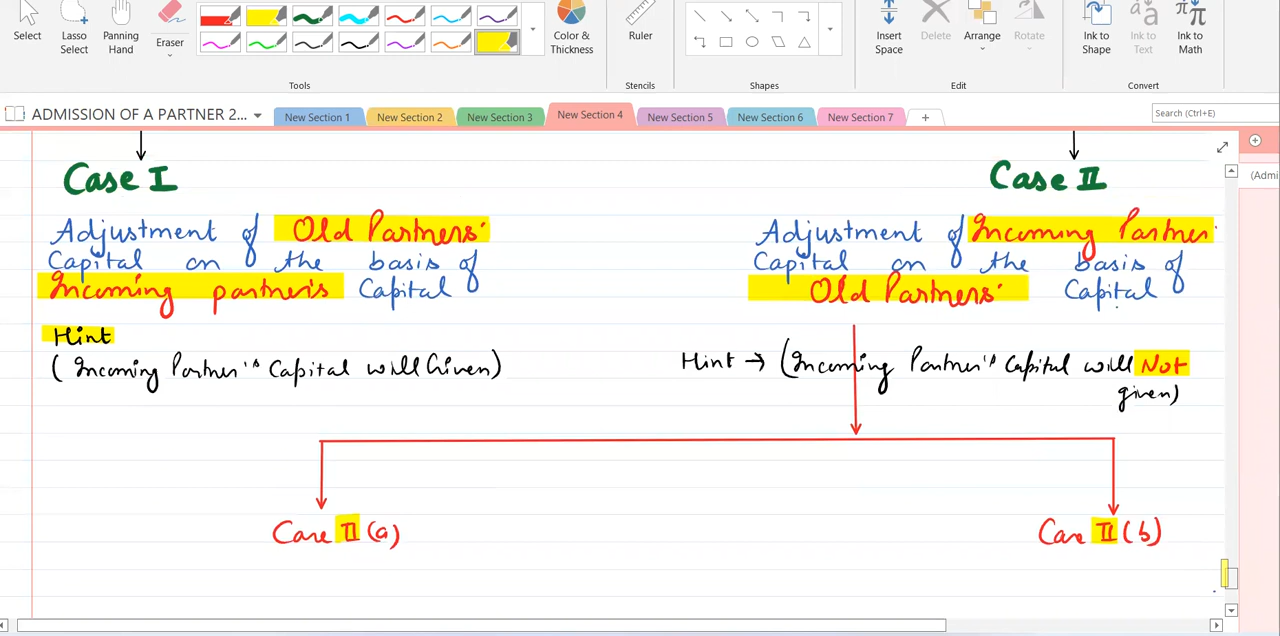 Select
Lasso Select
Panning Hand
Eraser
Color & Thickness
Ruler
Insert Space
Delete
Arrange
Rotate
Ink to Shape
Ink to Text
Ink to Math
Tools
Stencils
Shapes
Edit
Convert
ADMISSION OF A PARTNER 2...
New Section 1
New Section 2
New Section 3
New Section 4
New Section 5
New Section 6
New Section 7
Search (Ctrl+E)
(Admi
Case I
Adjustment of Old Partners'
Capital on the basis of
Incoming partner's Capital
Hint
(Incoming Partner's Capital will Given)
Case II
Adjustment of Incoming Partner
Capital on the basis of
Old Partners' Capital
Hint → (Incoming Partner's Capital will Not
given)
Case II (a)
Case II (b)